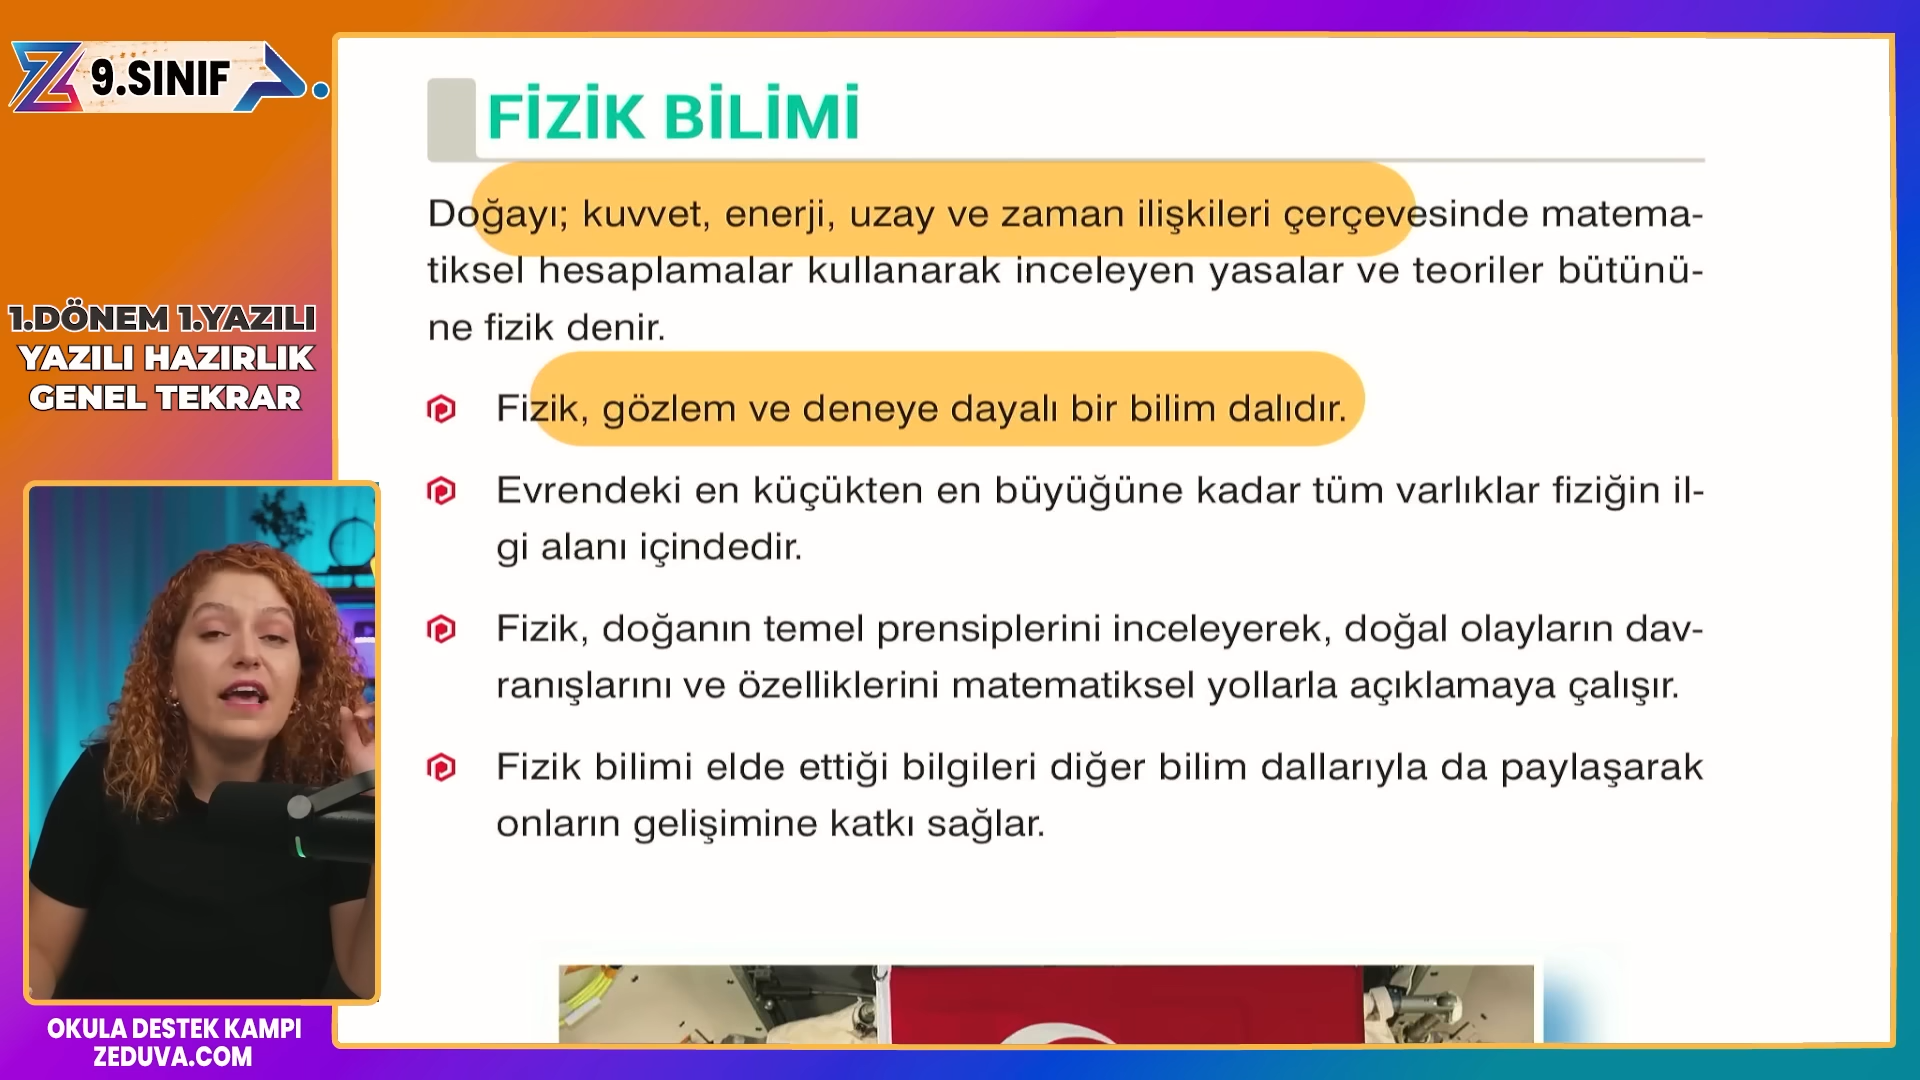 9.SINIF
1.DÖNEM 1.YAZILI
YAZILI HAZIRLIK
GENEL TEKRAR
FİZİK BİLİMİ
Doğayı; kuvvet, enerji, uzay ve zaman ilişkileri çerçevesinde matema-
tiksel hesaplamalar kullanarak inceleyen yasalar ve teoriler bütünü-
ne fizik denir.
Fizik, gözlem ve deneye dayalı bir bilim dalıdır.
Evrendeki en küçükten en büyüğüne kadar tüm varlıklar fiziğin il-
gi alanı içindedir.
Fizik, doğanın temel prensiplerini inceleyerek, doğal olayların dav-
ranışlarını ve özelliklerini matematiksel yollarla açıklamaya çalışır.
Fizik bilimi elde ettiği bilgileri diğer bilim dallarıyla da paylaşarak
onların gelişimine katkı sağlar.
OKULA DESTEK KAMPI
ZEDUVA.COM